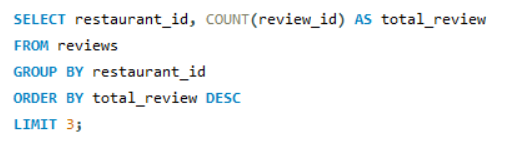 SELECT restaurant_id, COUNT(review_id) AS total_review
FROM reviews
GROUP BY restaurant_id
ORDER BY total_review DESC
LIMIT 3;